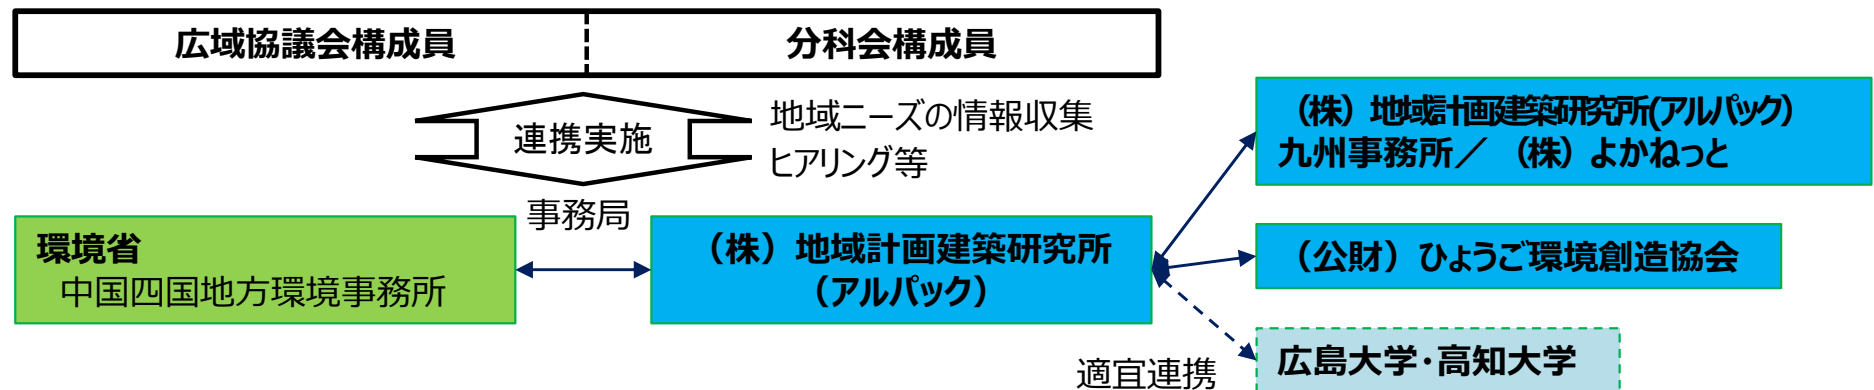 広域協議会構成員
分科会構成員
連携実施
地域ニーズの情報収集
ヒアリング等
事務局
環境省
中国四国地方環境事務所
（株）地域計画建築研究所
（アルパック）
（株）地域計画建築研究所(アルパック）
九州事務所／　（株）よかねっと
（公財）ひょうご環境創造協会
広島大学・高知大学
適宜連携